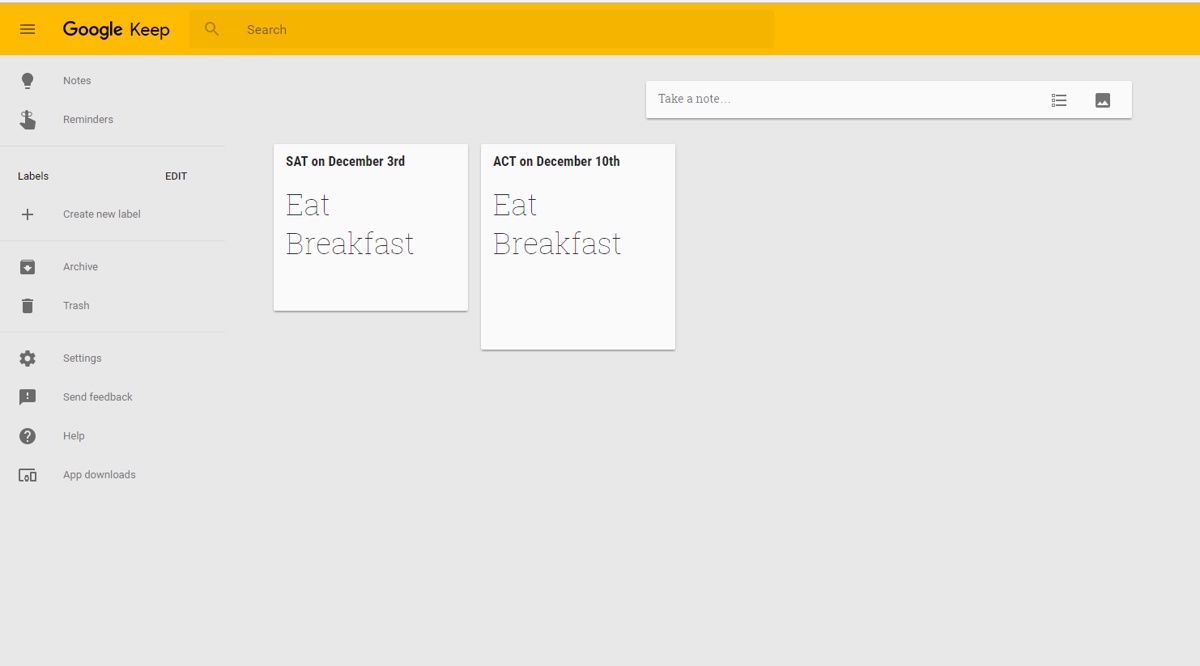 Google Keep
Search
Notes
Reminders
Labels
EDIT
Create new label
Archive
Trash
Settings
Send feedback
Help
App downloads
Take a note…
SAT on December 3rd
Eat
Breakfast
ACT on December 10th
Eat
Breakfast